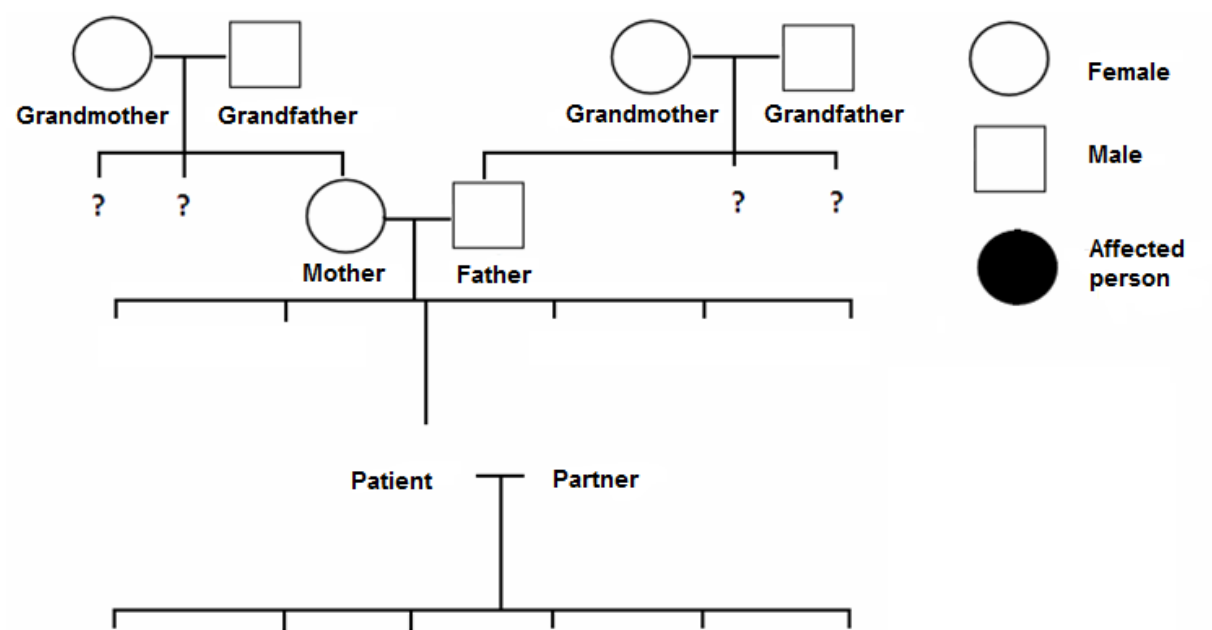 Grandmother Grandfather Grandmother Grandfather Female
Male
? ? ? ?
Mother Father Affected
person
Patient Partner